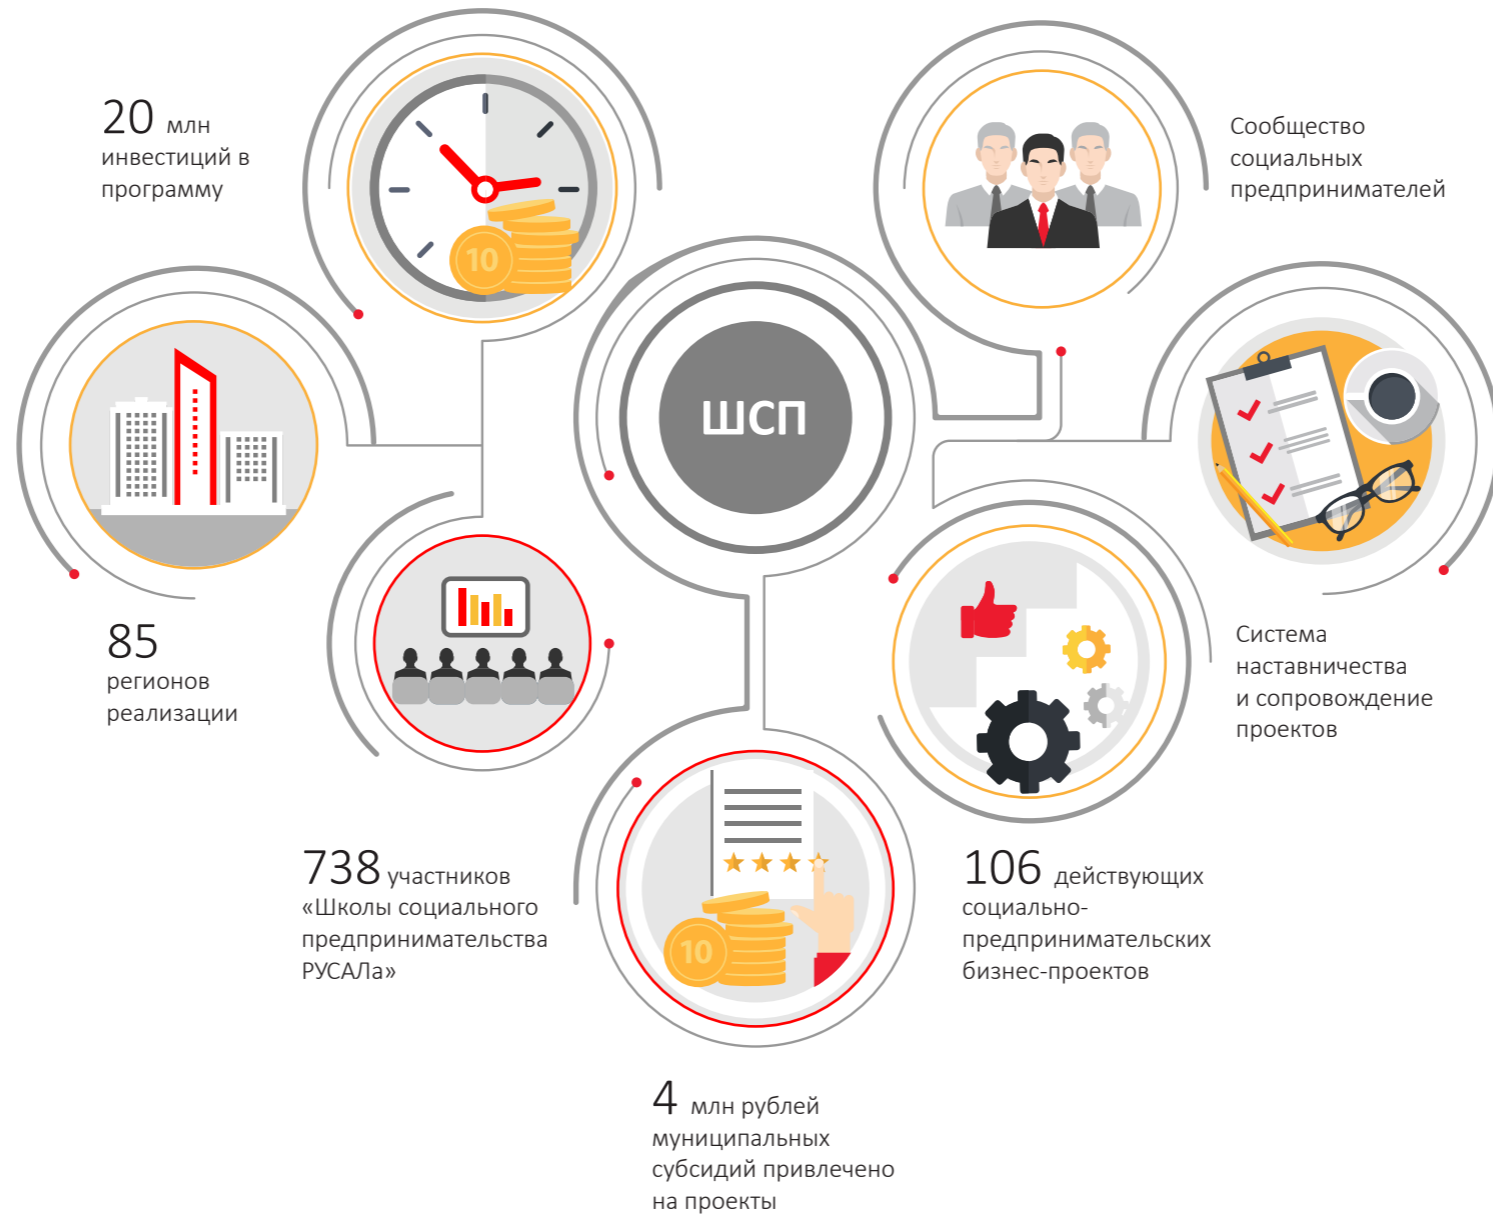 20 млн
инвестиций в
программу
Сообщество
социальных
предпринимателей
10
ШСП
85
регионов
реализации
Система
наставничества
и сопровождение
проектов
738 участников
«Школы социального
предпринимательства
РУСАЛа»
10
106 действующих
социально-
предпринимательских
бизнес-проектов
4 млн рублей
муниципальных
субсидий привлечено
на проекты